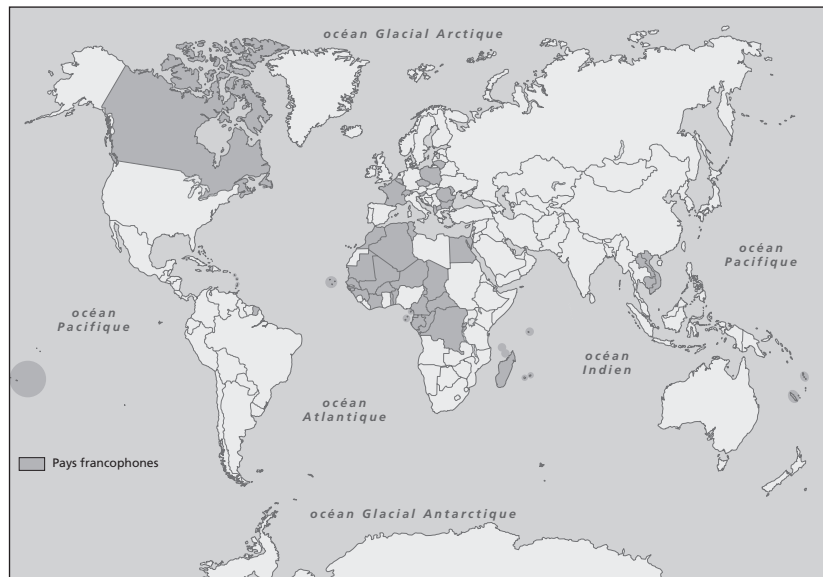 océan Glacial Arctique
océan
Pacifique
océan
Pacifique
océan
Indien
océan
Atlantique
Pays francophones
océan Glacial Antarctique